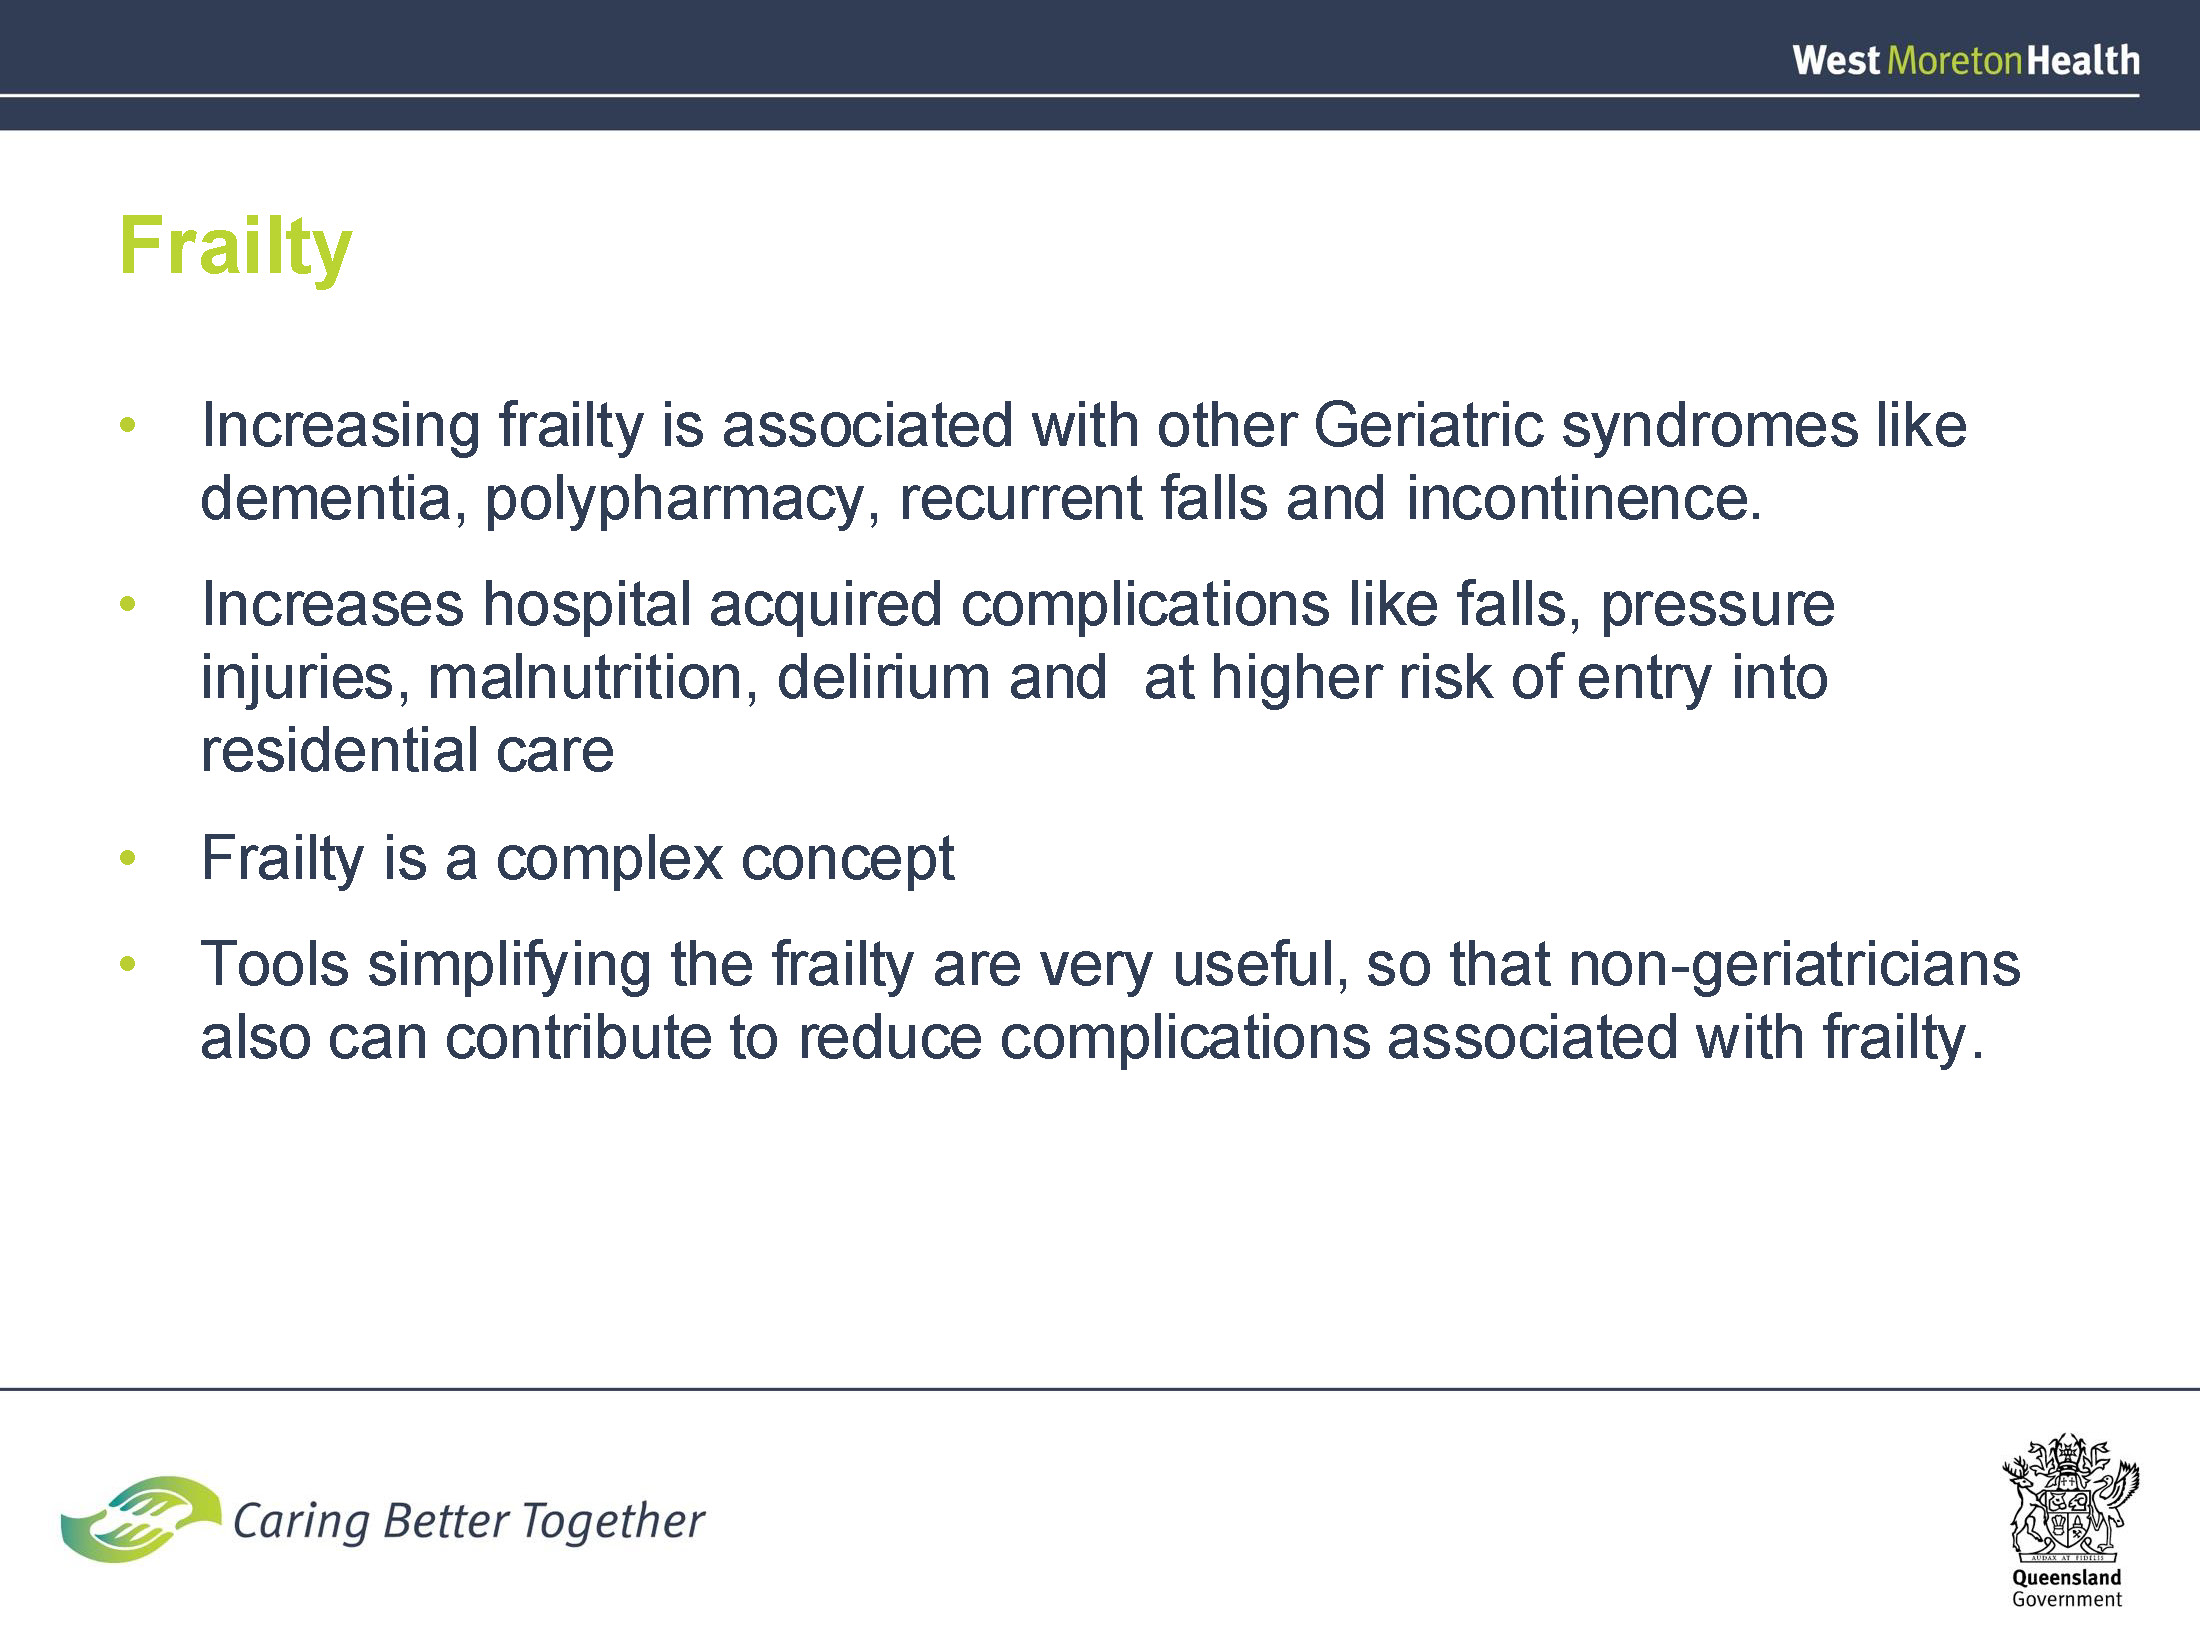 West Moreton Health
Frailty
• Increasing frailty is associated with other Geriatric syndromes like
dementia, polypharmacy, recurrent falls and incontinence.
• Increases hospital acquired complications like falls, pressure
injuries, malnutrition, delirium and  at higher risk of entry into
residential care
• Frailty is a complex concept
• Tools simplifying the frailty are very useful, so that non-geriatricians
also can contribute to reduce complications associated with frailty.
Caring Better Together
AUDAX AT FIDELIS
Queensland
Government